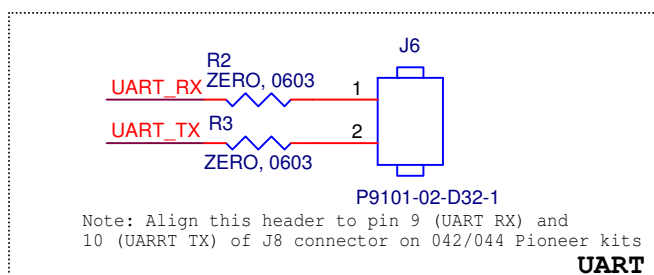 J6
R2
ZERO, 0603
UART_RX
1
UART_TX
R3
2
ZERO, 0603
P9101-02-D32-1
Note: Align this header to pin 9 (UART RX) and
10 (UARRT TX) of J8 connector on 042/044 Pioneer kits
UART